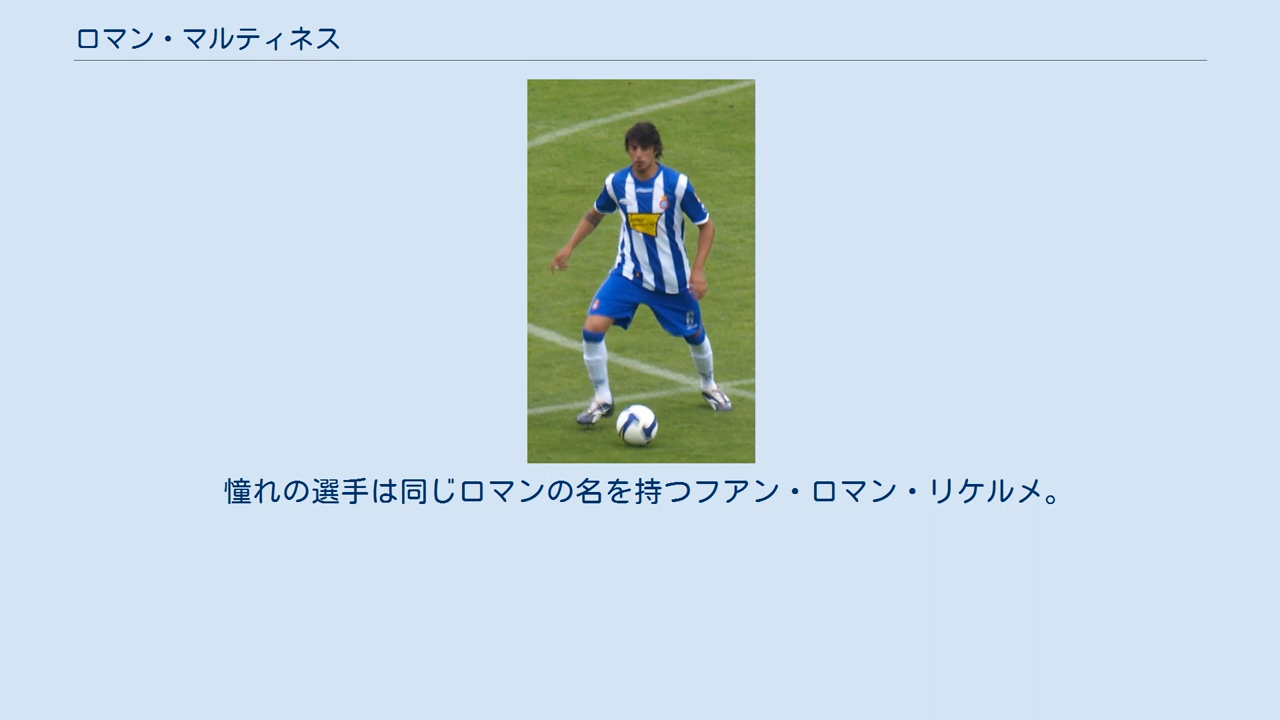 ロマン・マルティネス
6
憧れの選手は同じロマンの名を持つフアン・ロマン・リケルメ。